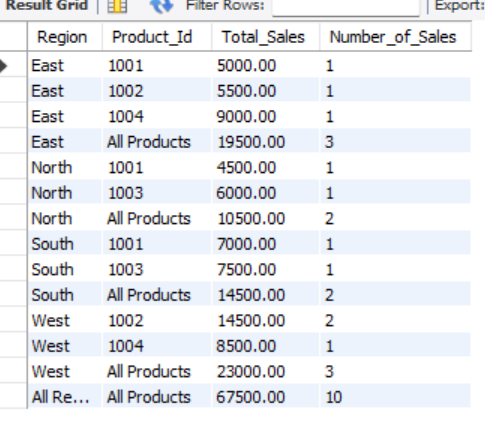 Result Grid Filter Rows: Export:
Region Product_Id Total_Sales Number_of_Sales
East 1001 5000.00 1
East 1002 5500.00 1
East 1004 9000.00 1
East All Products 19500.00 3
North 1001 4500.00 1
North 1003 6000.00 1
North All Products 10500.00 2
South 1001 7000.00 1
South 1003 7500.00 1
South All Products 14500.00 2
West 1002 14500.00 2
West 1004 8500.00 1
West All Products 23000.00 3
All Re... All Products 67500.00 10